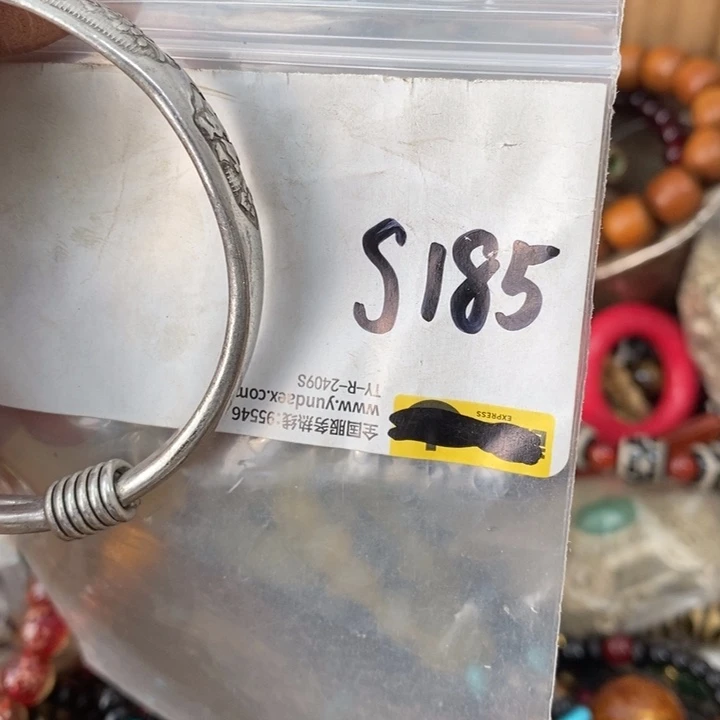 S185
EXPRESS
全国服务热线:95546
www.yundaex.com
TY-R-2409S